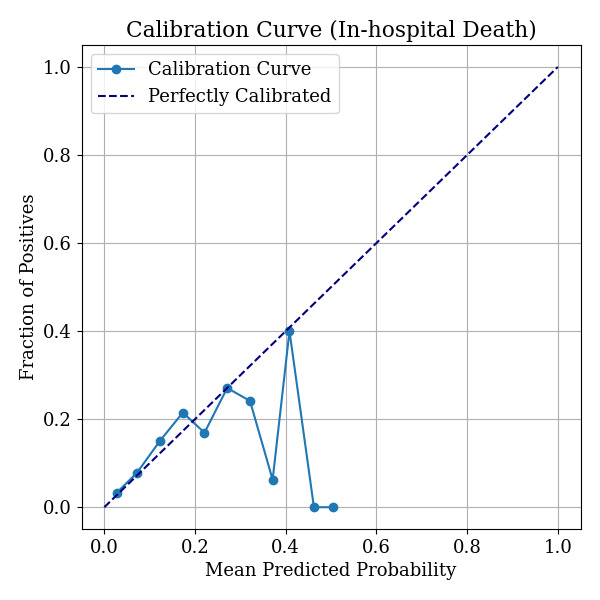 Calibration Curve (In-hospital Death)
Calibration Curve
Perfectly Calibrated
1.0
0.8
0.6
0.4
0.2
0.0
Fraction of Positives
0.0 0.2 0.4 0.6 0.8 1.0
Mean Predicted Probability